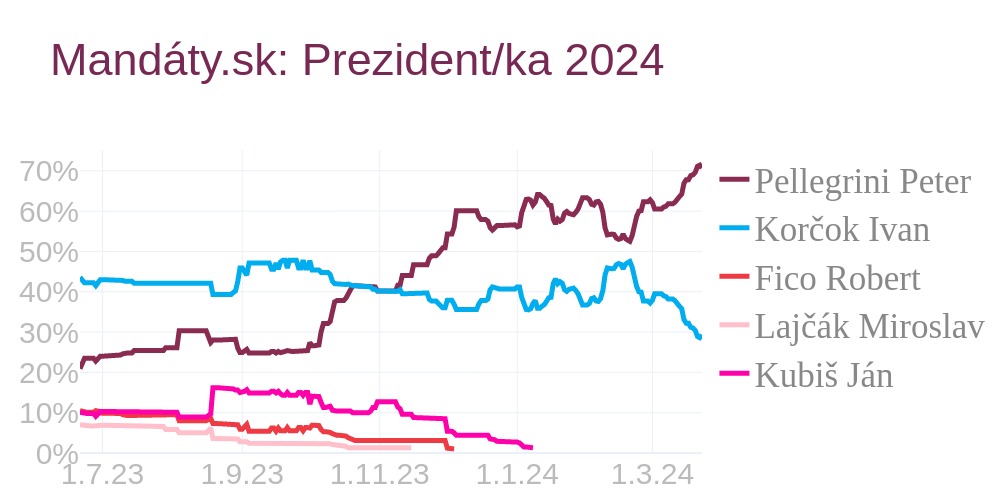 Mandáty.sk: Prezident/ka 2024
70%
60%
50%
40%
30%
20%
10%
0%
1.7.23 1.9.23 1.11.23 1.1.24 1.3.24
Pellegrini Peter
Korčok Ivan
Fico Robert
Lajčák Miroslav
Kubiš Ján